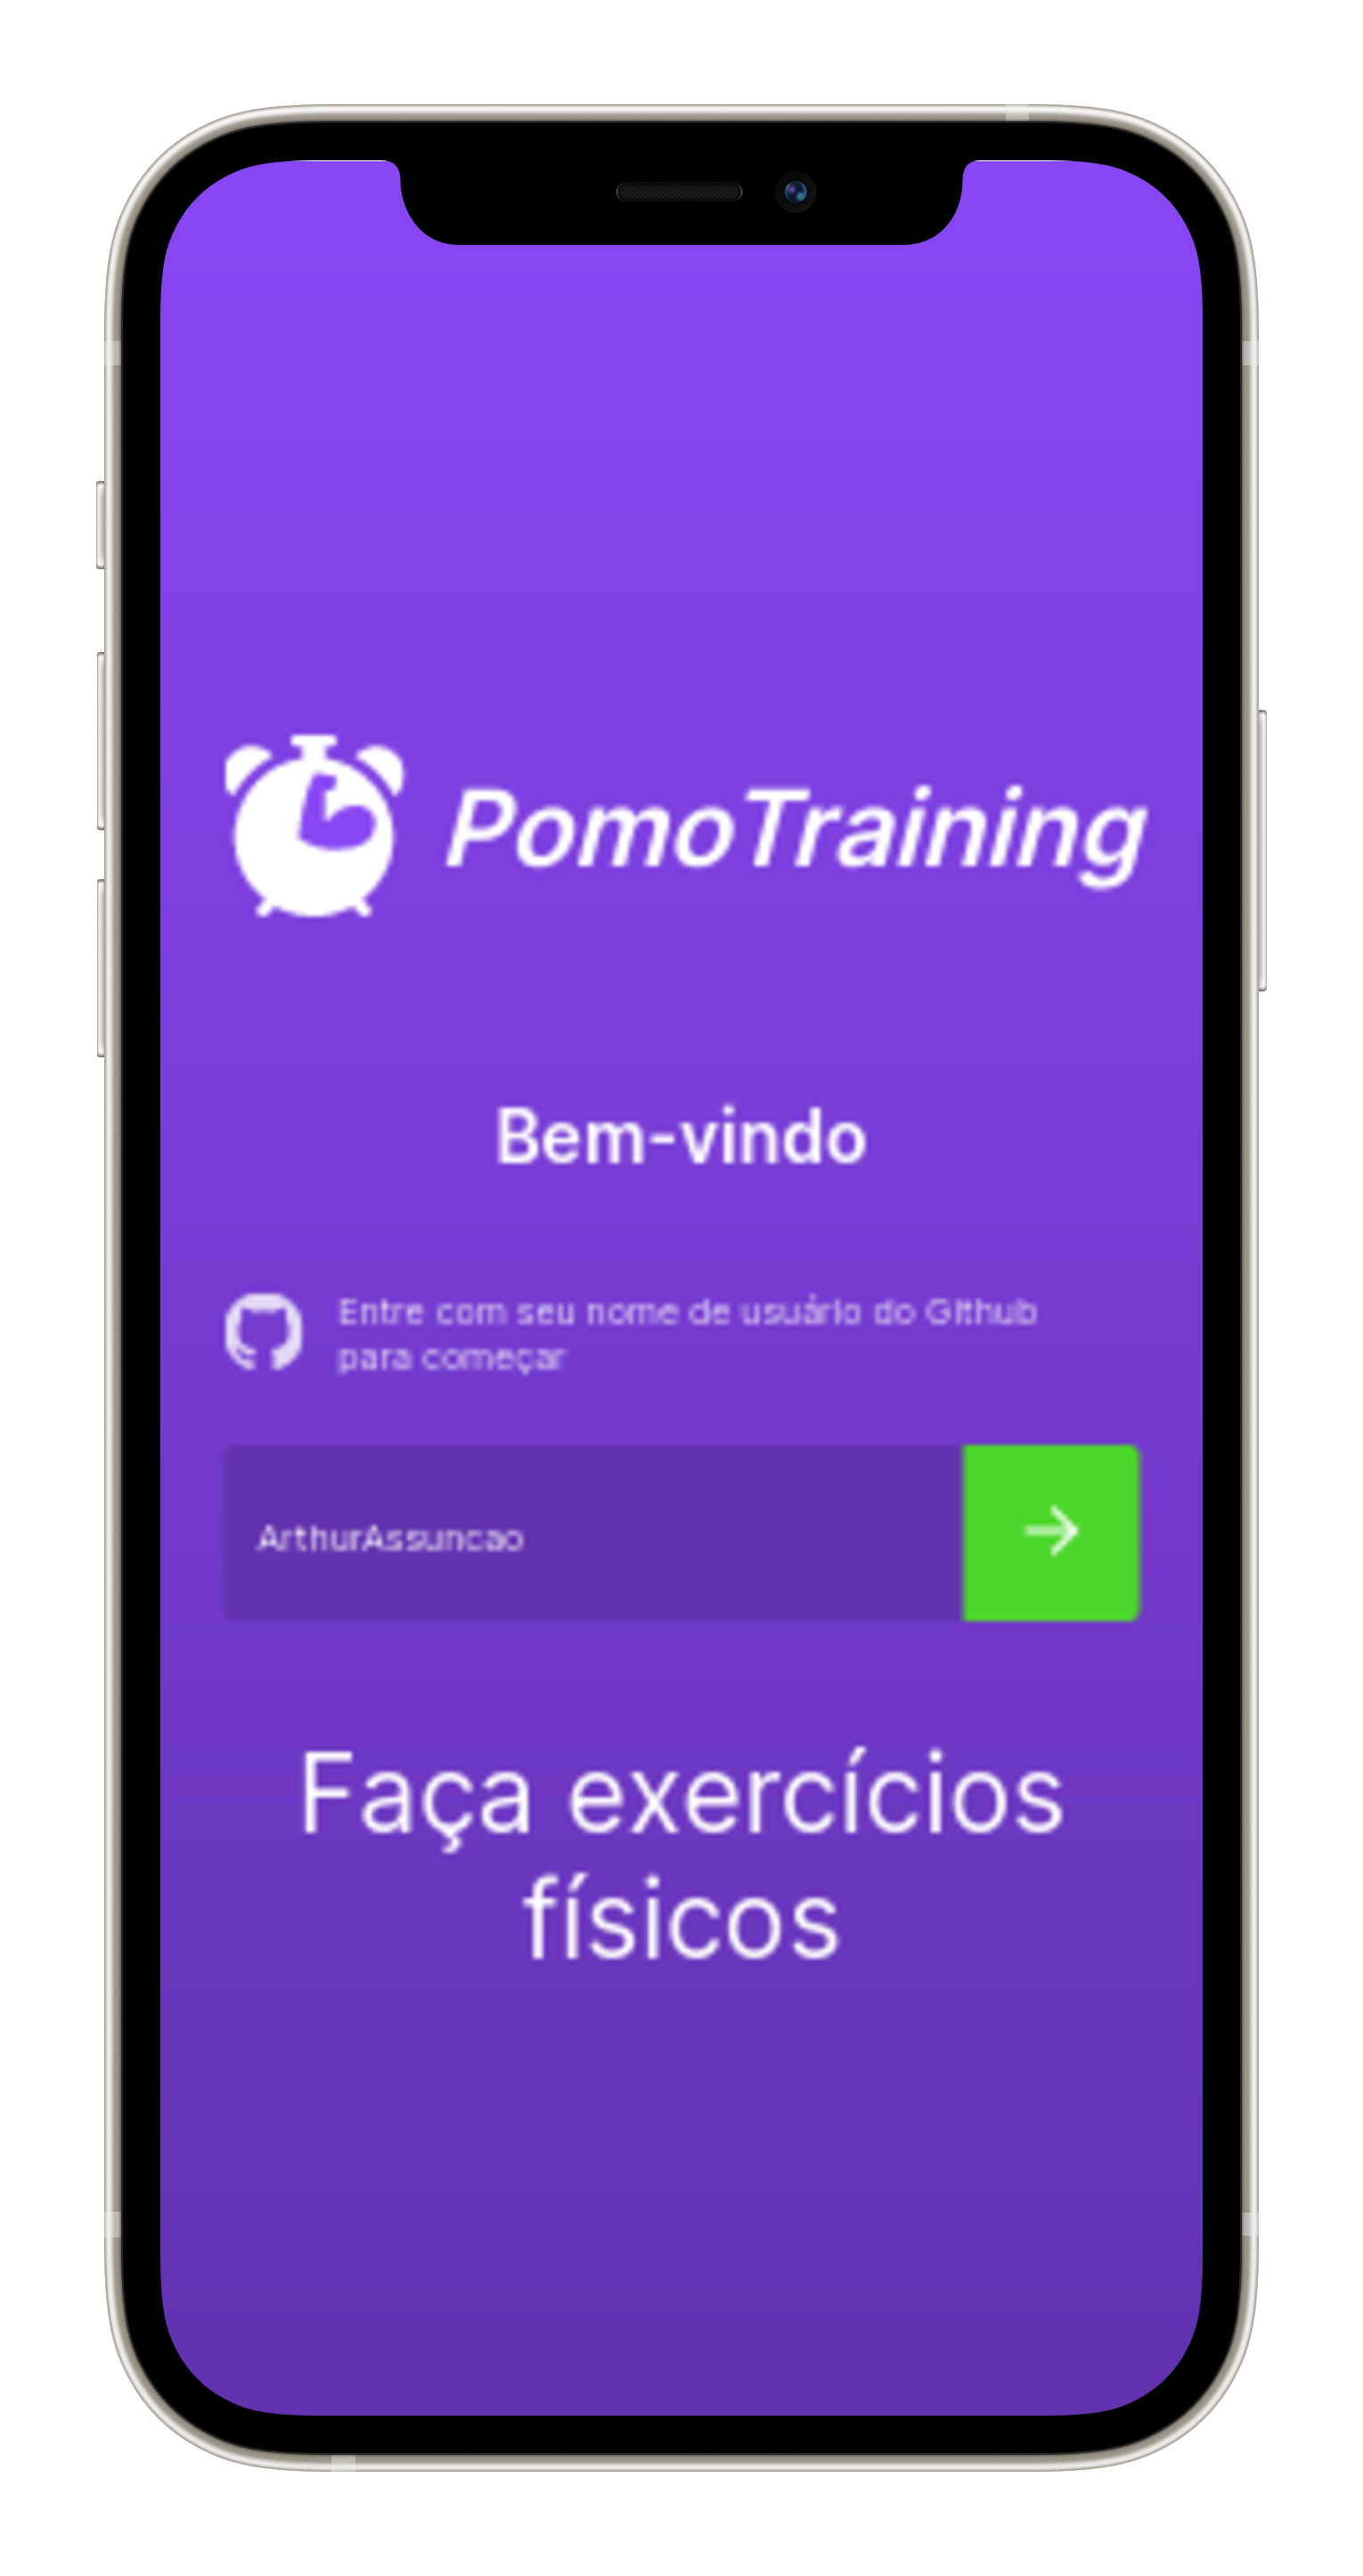 PomoTraining
Bem-vindo
Entre com seu nome de usuário do Github
para começar
ArthurAssuncao
Faça exercícios
físicos